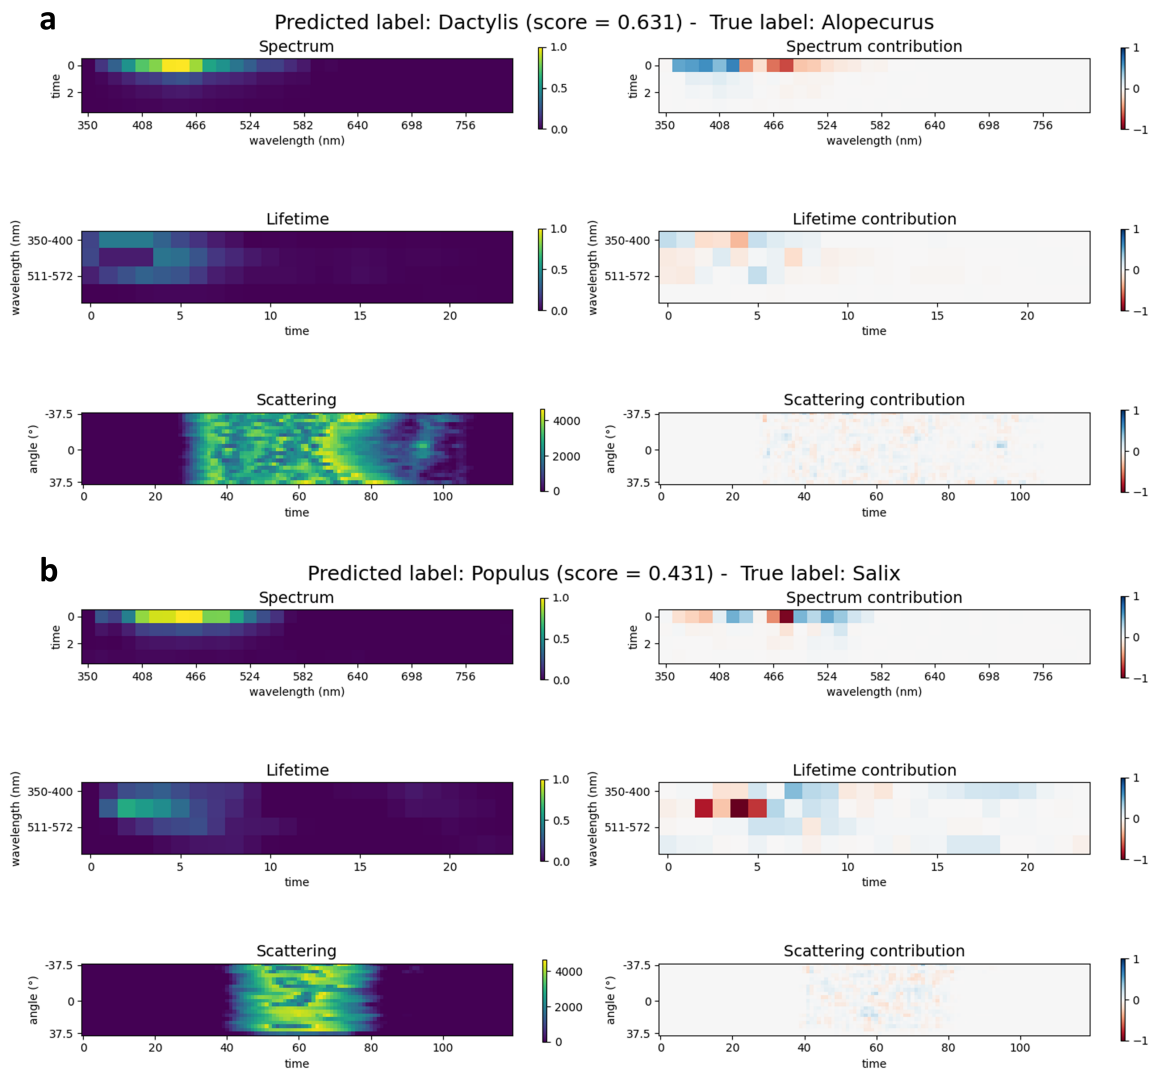 a
Predicted label: Dactylis (score = 0.631) - True label: Alopecurus
Spectrum
0
2
time
350 408 466 524 582 640 698 756
wavelength (nm)
1.0
0.5
0.0
Spectrum contribution
0
2
time
350 408 466 524 582 640 698 756
wavelength (nm)
1
0
−1
Lifetime
350-400
511-572
wavelength (nm)
0 5 10 15 20
time
1.0
0.5
0.0
Lifetime contribution
350-400
511-572
wavelength (nm)
0 5 10 15 20
time
1
0
−1
Scattering
-37.5
0
37.5
angle (°)
0 20 40 60 80 100
time
4000
2000
0
Scattering contribution
-37.5
0
37.5
angle (°)
0 20 40 60 80 100
time
1
0
−1
b
Predicted label: Populus (score = 0.431) - True label: Salix
Spectrum
0
2
time
350 408 466 524 582 640 698 756
wavelength (nm)
1.0
0.5
0.0
Spectrum contribution
0
2
time
350 408 466 524 582 640 698 756
wavelength (nm)
1
0
−1
Lifetime
350-400
511-572
wavelength (nm)
0 5 10 15 20
time
1.0
0.5
0.0
Lifetime contribution
350-400
511-572
wavelength (nm)
0 5 10 15 20
time
1
0
−1
Scattering
-37.5
0
37.5
angle (°)
0 20 40 60 80 100
time
4000
2000
0
Scattering contribution
-37.5
0
37.5
angle (°)
0 20 40 60 80 100
time
1
0
−1